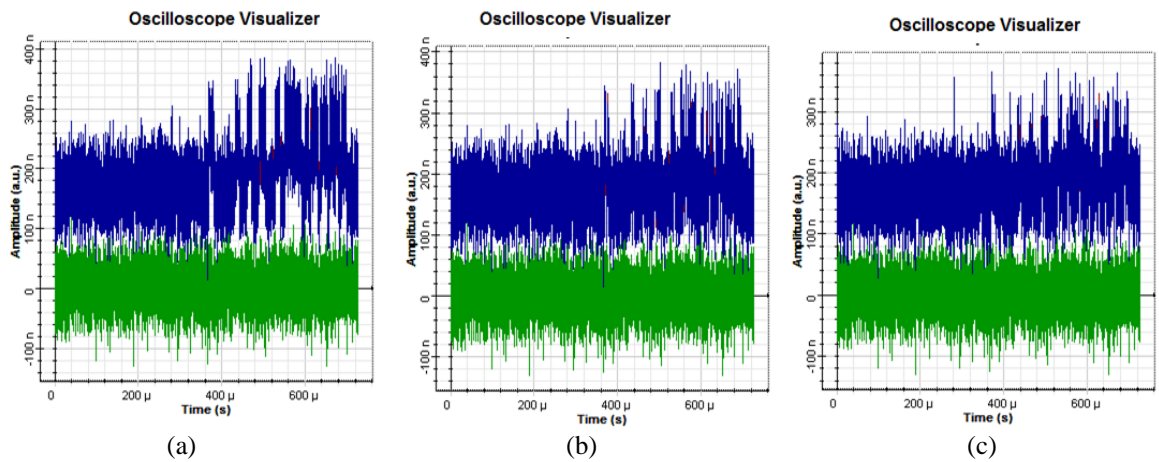 Oscilloscope Visualizer
Amplitude (a.u.)
400 n
300 n
200 n
100 n
0
-100 n
0 200 µ 400 µ 600 µ
Time (s)
(a)
Oscilloscope Visualizer
Amplitude (a.u.)
400 n
300 n
200 n
100 n
0
-100 n
0 200 µ 400 µ 600 µ
Time (s)
(b)
Oscilloscope Visualizer
Amplitude (a.u.)
300 n
200 n
100 n
0
-100 n
0 200 µ 400 µ 600 µ
Time (s)
(c)